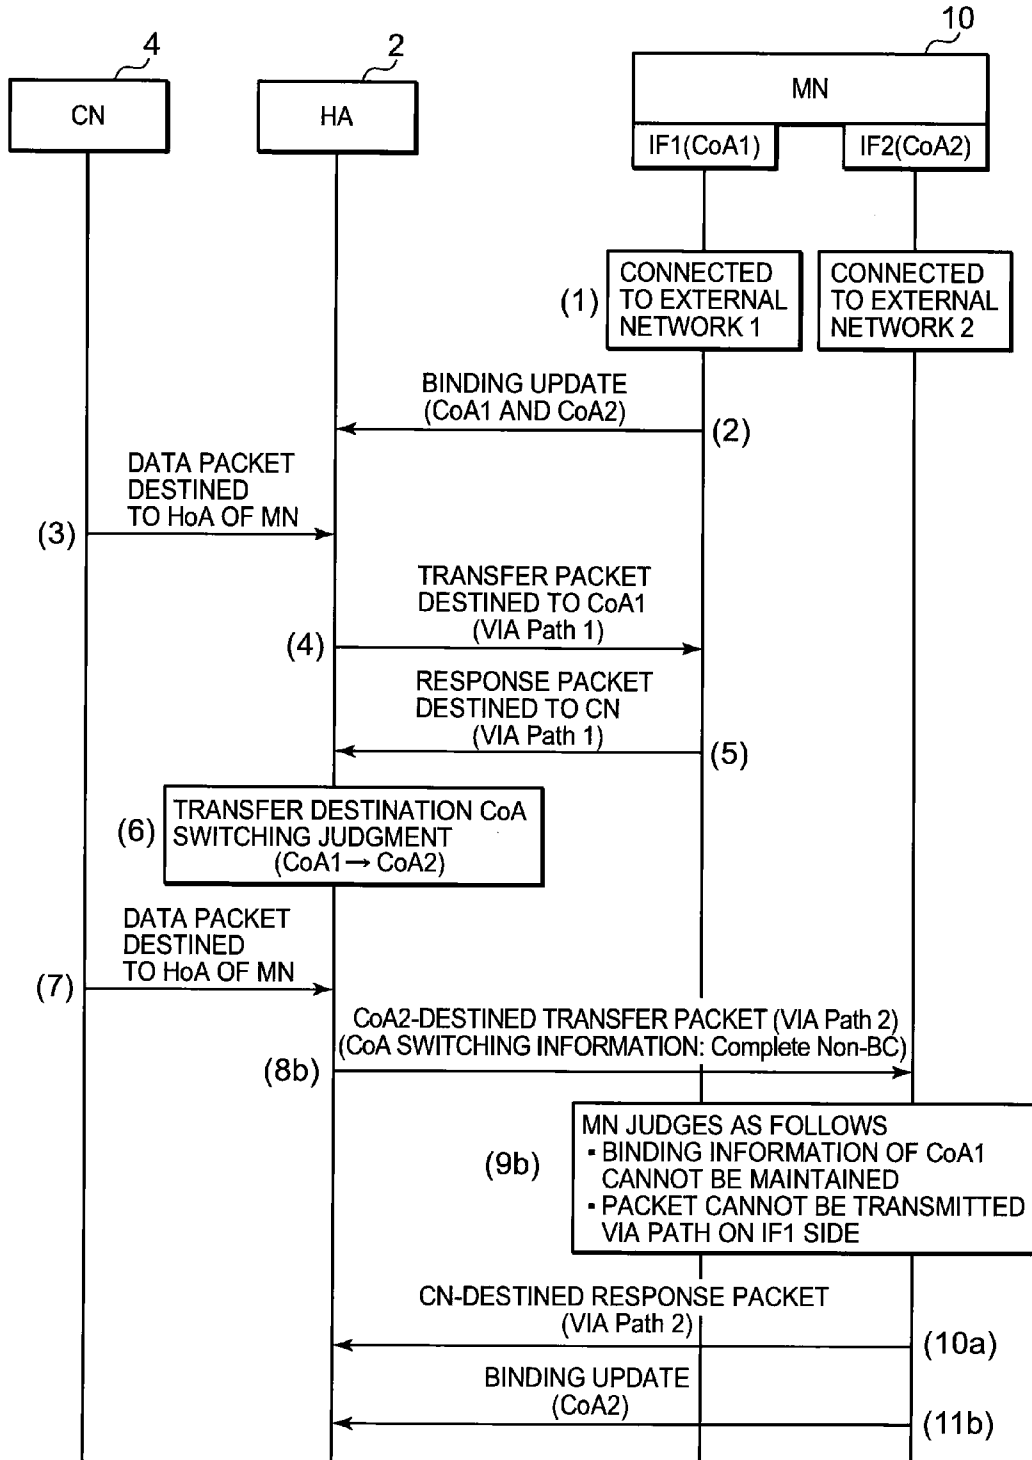 4
2
10
CN
HA
MN
IF1(CoA1)
IF2(CoA2)
(1)
CONNECTED
TO EXTERNAL
NETWORK 1
CONNECTED
TO EXTERNAL
NETWORK 2
BINDING UPDATE
(CoA1 AND CoA2)
(2)
DATA PACKET
DESTINED
TO HoA OF MN
(3)
TRANSFER PACKET
DESTINED TO CoA1
(VIA Path 1)
(4)
RESPONSE PACKET
DESTINED TO CN
(VIA Path 1)
(5)
(6)
TRANSFER DESTINATION CoA
SWITCHING JUDGMENT
(CoA1→ CoA2)
DATA PACKET
DESTINED
TO HoA OF MN
(7)
CoA2-DESTINED TRANSFER PACKET (VIA Path 2)
(CoA SWITCHING INFORMATION: Complete Non-BC)
(8b)
(9b)
MN JUDGES AS FOLLOWS
▪ BINDING INFORMATION OF CoA1
CANNOT BE MAINTAINED
▪ PACKET CANNOT BE TRANSMITTED
VIA PATH ON IF1 SIDE
CN-DESTINED RESPONSE PACKET
(VIA Path 2)
(10a)
BINDING UPDATE
(CoA2)
(11b)